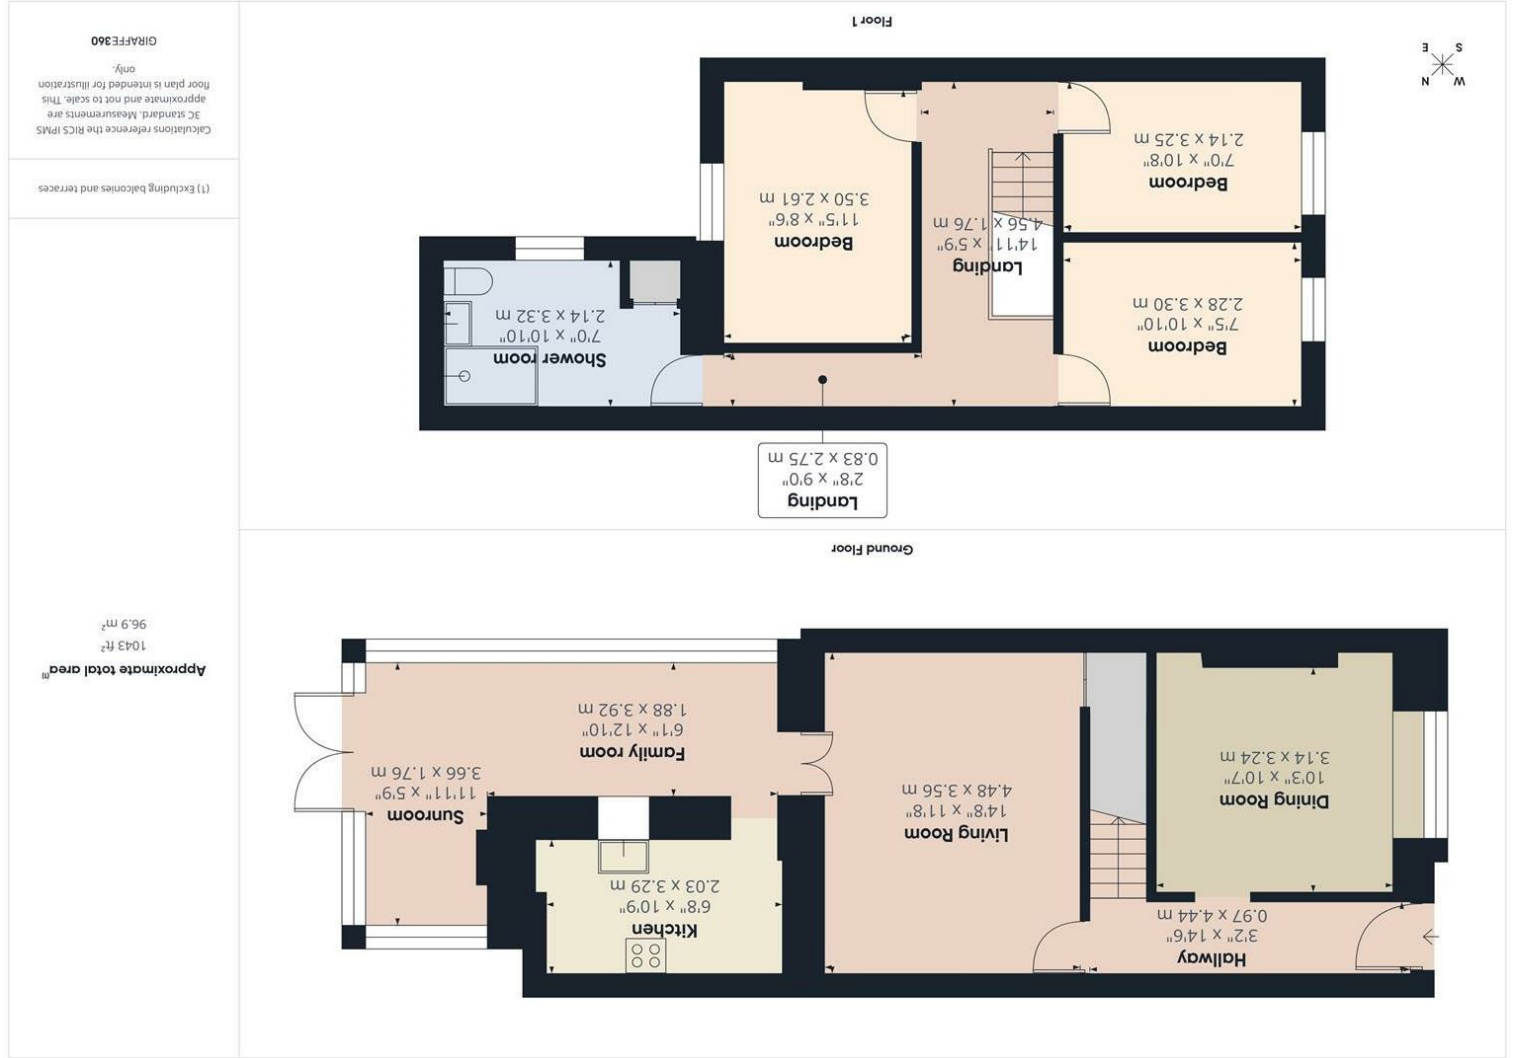 Approximate total area⁽¹⁾
1043 ft²
96.9 m²
(1) Excluding balconies and terraces
Calculations reference the RICS IPMS
3C standard. Measurements are
approximate and not to scale. This
floor plan is intended for illustration
only.
GIRAFFE360
Hallway
3'2" x 14'6"
0.97 x 4.44 m
Dining Room
10'3" x 10'7"
3.14 x 3.24 m
Living Room
14'8" x 11'8"
4.48 x 3.56 m
Kitchen
6'8" x 10'9"
2.03 x 3.29 m
Sunroom
11'11" x 5'9"
3.66 x 1.76 m
Family room
6'1" x 12'10"
1.88 x 3.92 m
Ground Floor
Landing
2'8" x 9'0"
0.83 x 2.75 m
Bedroom
7'5" x 10'10"
2.28 x 3.30 m
Shower room
7'0" x 10'10"
2.14 x 3.32 m
Landing
14'11" x 5'9"
4.56 x 1.76 m
Bedroom
11'5" x 8'6"
3.50 x 2.61 m
Bedroom
7'0" x 10'8"
2.14 x 3.25 m
W
N
S
E
Floor 1